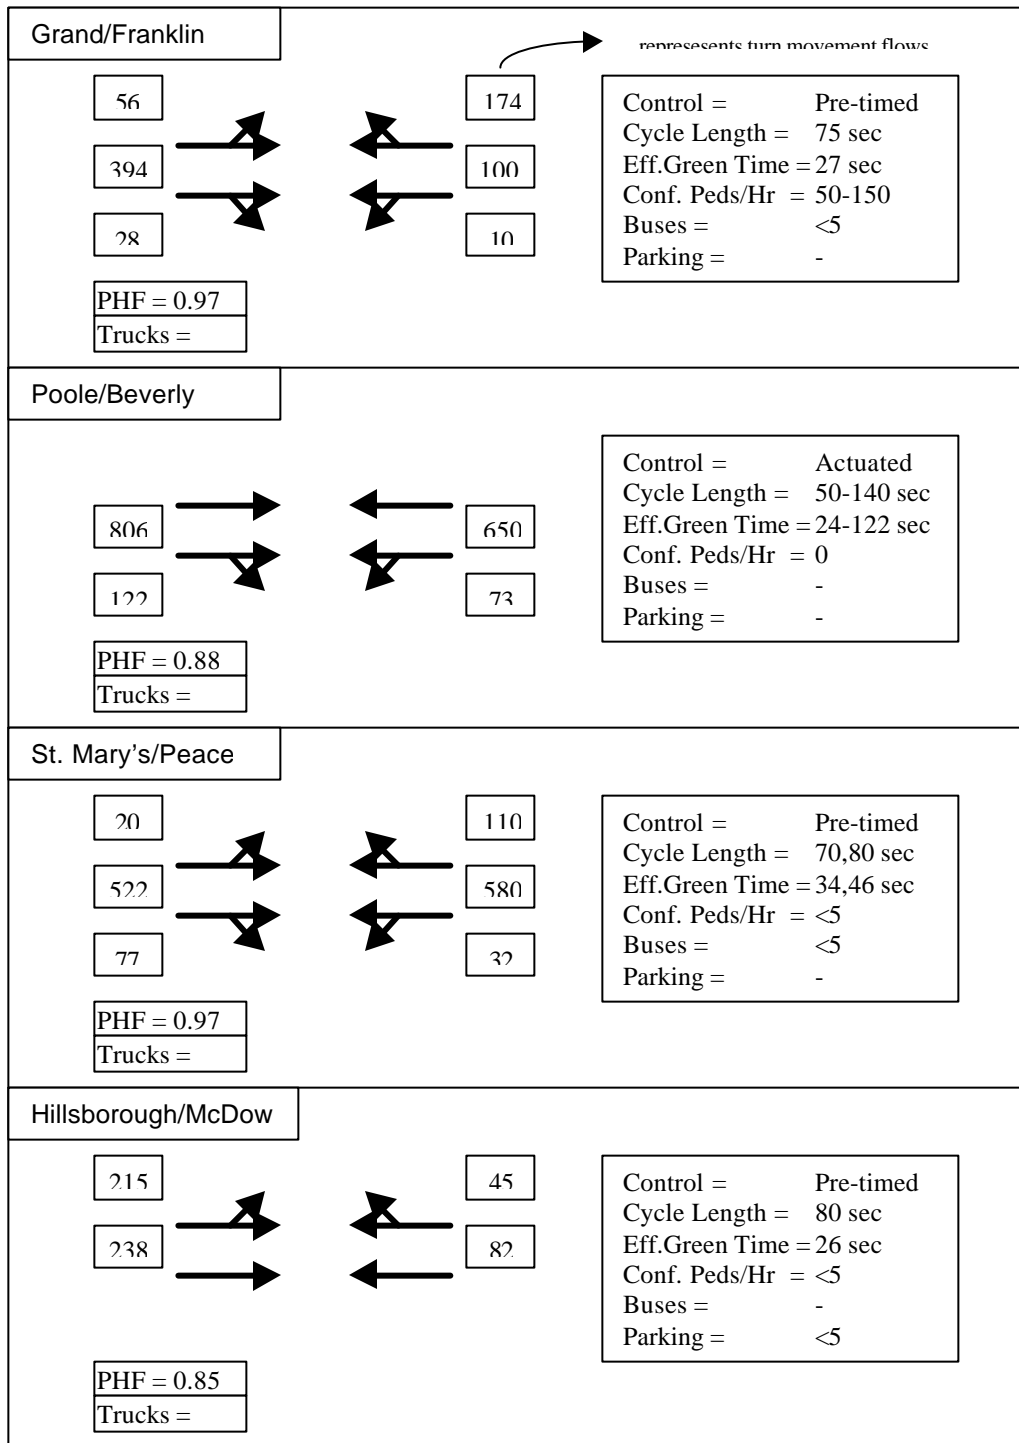 Grand/Franklin
represesents turn movement flows
56
174
394
100
28
10
Control = Pre-timed
Cycle Length = 75 sec
Eff.Green Time = 27 sec
Conf. Peds/Hr = 50-150
Buses = <5
Parking = -
PHF = 0.97
Trucks =
Poole/Beverly
806
650
122
73
Control = Actuated
Cycle Length = 50-140 sec
Eff.Green Time = 24-122 sec
Conf. Peds/Hr = 0
Buses = -
Parking = -
PHF = 0.88
Trucks =
St. Mary’s/Peace
20
110
522
580
77
32
Control = Pre-timed
Cycle Length = 70,80 sec
Eff.Green Time = 34,46 sec
Conf. Peds/Hr = <5
Buses = <5
Parking = -
PHF = 0.97
Trucks =
Hillsborough/McDow
215
45
238
82
Control = Pre-timed
Cycle Length = 80 sec
Eff.Green Time = 26 sec
Conf. Peds/Hr = <5
Buses = -
Parking = <5
PHF = 0.85
Trucks =